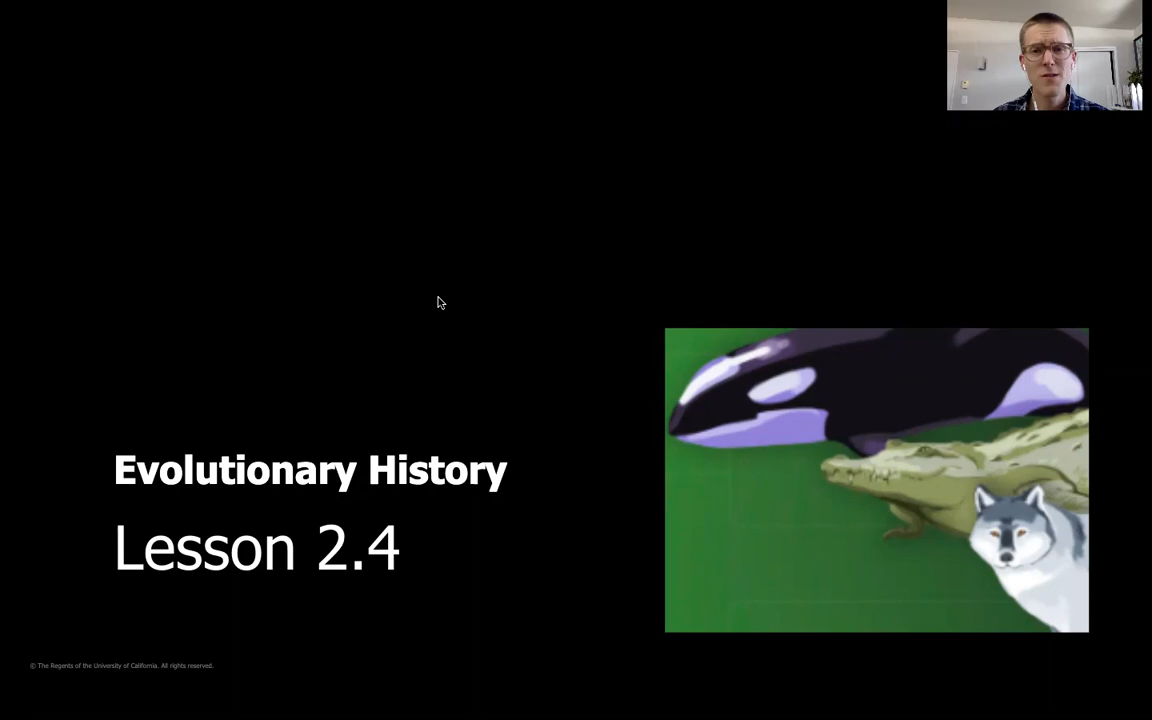 Evolutionary History
Lesson 2.4
© The Regents of the University of California. All rights reserved.